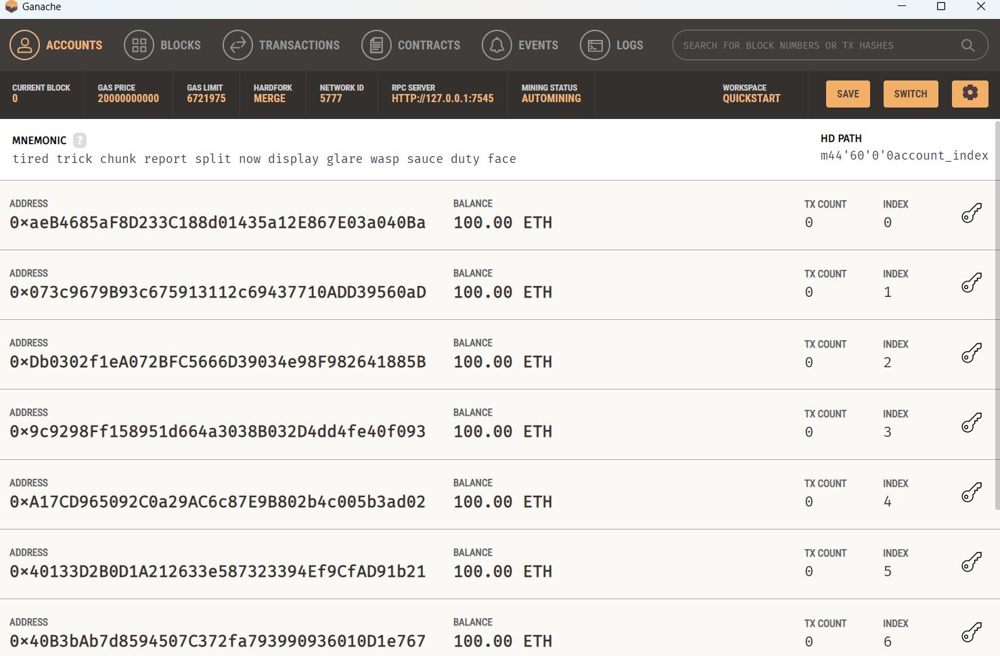 Ganache
ACCOUNTS BLOCKS TRANSACTIONS CONTRACTS EVENTS LOGS SEARCH FOR BLOCK NUMBERS OR TX HASHES
CURRENT BLOCK GAS PRICE GAS LIMIT HARDFORK NETWORK ID RPC SERVER MINING STATUS WORKSPACE
0 20000000000 6721975 MERGE 5777 HTTP://127.0.0.1:7545 AUTOMINING QUICKSTART SAVE SWITCH
MNEMONIC ? HD PATH
tired trick chunk report split now display glare wasp sauce duty face m44'60'0'0account_index
ADDRESS BALANCE TX COUNT INDEX
0×aeB4685aF8D233C188d01435a12E867E03a040Ba 100.00 ETH 0 0
ADDRESS BALANCE TX COUNT INDEX
0×073c9679B93c675913112c69437710ADD39560aD 100.00 ETH 0 1
ADDRESS BALANCE TX COUNT INDEX
0×Db0302f1eA072BFC5666D39034e98F982641885B 100.00 ETH 0 2
ADDRESS BALANCE TX COUNT INDEX
0×9c9298Ff158951d664a3038B032D4dd4fe40f093 100.00 ETH 0 3
ADDRESS BALANCE TX COUNT INDEX
0×A17CD965092C0a29AC6c87E9B802b4c005b3ad02 100.00 ETH 0 4
ADDRESS BALANCE TX COUNT INDEX
0×40133D2B0D1A212633e587323394Ef9CfAD91b21 100.00 ETH 0 5
ADDRESS BALANCE TX COUNT INDEX
0×40B3bAb7d8594507C372fa793990936010D1e767 100.00 ETH 0 6